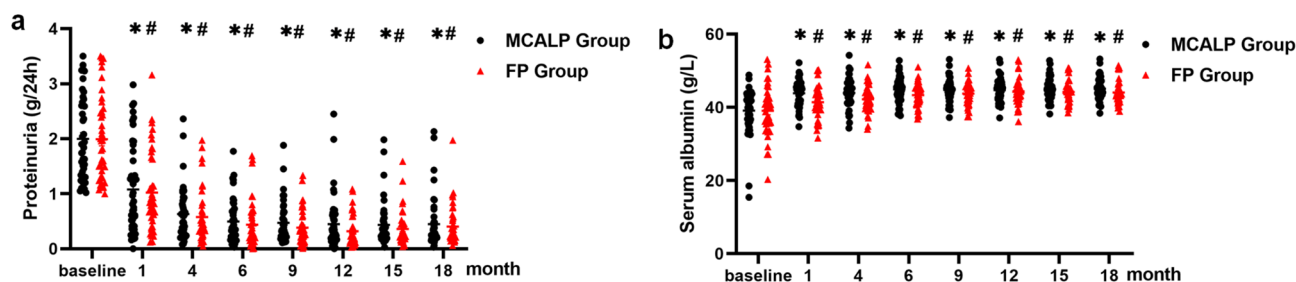 a
Proteinuria (g/24h)
4
3
2
1
0
* # * # * # * # * # * # * #
MCALP Group
FP Group
baseline 1 4 6 9 12 15 18 month
b
Serum albumin (g/L)
60
40
20
0
* # * # * # * # * # * # * #
MCALP Group
FP Group
baseline 1 4 6 9 12 15 18 month